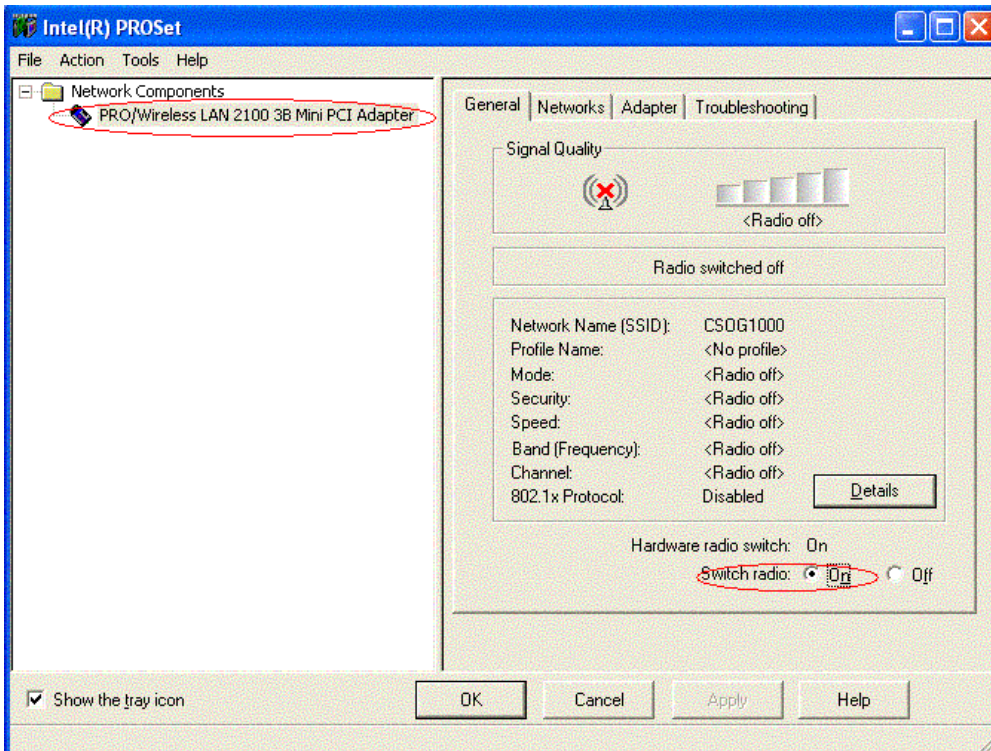 Intel(R) PROSet
File Action Tools Help
Network Components
PRO/Wireless LAN 2100 3B Mini PCI Adapter
General Networks Adapter Troubleshooting
Signal Quality
<Radio off>
Radio switched off
Network Name (SSID): CSOG1000
Profile Name: <No profile>
Mode: <Radio off>
Security: <Radio off>
Speed: <Radio off>
Band (Frequency): <Radio off>
Channel: <Radio off>
802.1x Protocol: Disabled
Details
Hardware radio switch: On
Switch radio: On Off
Show the tray icon
OK Cancel Apply Help